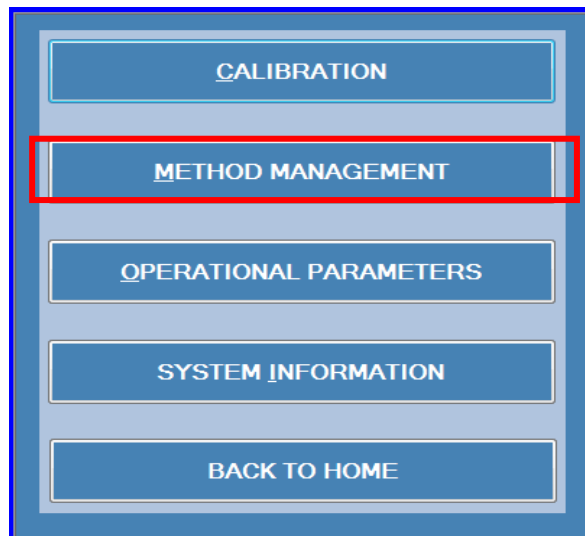 CALIBRATION
METHOD MANAGEMENT
OPERATIONAL PARAMETERS
SYSTEM INFORMATION
BACK TO HOME